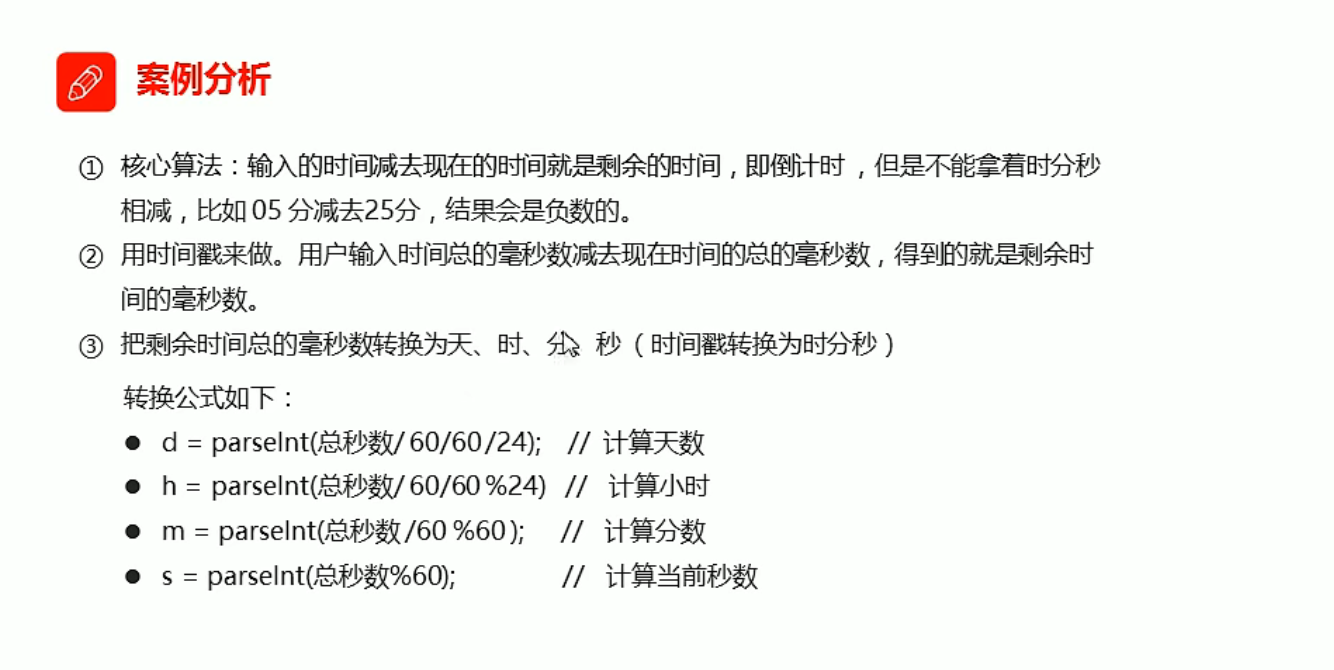 案例分析
① 核心算法：输入的时间减去现在的时间就是剩余的时间，即倒计时，但是不能拿着时分秒
相减，比如 05 分减去25分，结果会是负数的。
② 用时间戳来做。用户输入时间总的毫秒数减去现在时间的总的毫秒数，得到的就是剩余时
间的毫秒数。
③ 把剩余时间总的毫秒数转换为天、时、分、秒（时间戳转换为时分秒）
转换公式如下：
● d = parseInt(总秒数/ 60/60 /24); // 计算天数
● h = parseInt(总秒数/ 60/60 %24) // 计算小时
● m = parseInt(总秒数 /60 %60 ); // 计算分数
● s = parseInt(总秒数%60); // 计算当前秒数